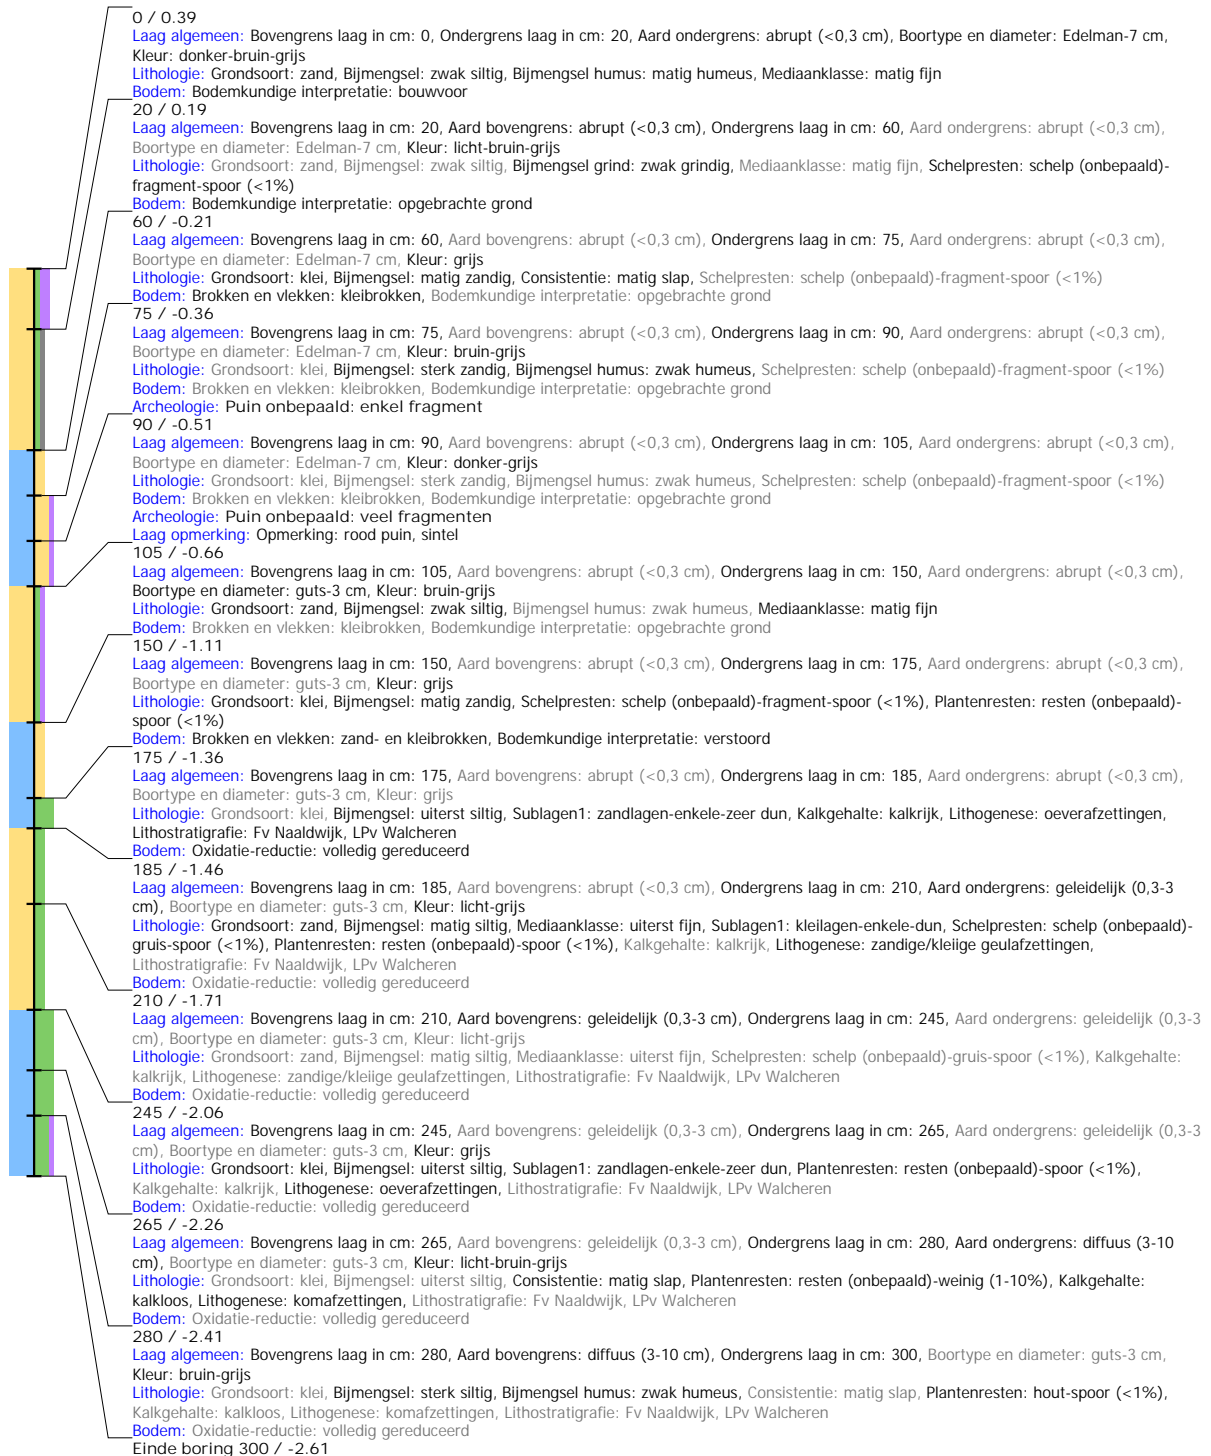 0 / 0.39
Laag algemeen: Bovengrens laag in cm: 0, Ondergrens laag in cm: 20, Aard ondergrens: abrupt (<0,3 cm), Boortype en diameter: Edelman-7 cm,
Kleur: donker-bruin-grijs
Lithologie: Grondsoort: zand, Bijmengsel: zwak siltig, Bijmengsel humus: matig humeus, Mediaanklasse: matig fijn
Bodem: Bodemkundige interpretatie: bouwvoor
20 / 0.19
Laag algemeen: Bovengrens laag in cm: 20, Aard bovengrens: abrupt (<0,3 cm), Ondergrens laag in cm: 60, Aard ondergrens: abrupt (<0,3 cm),
Boortype en diameter: Edelman-7 cm, Kleur: licht-bruin-grijs
Lithologie: Grondsoort: zand, Bijmengsel: zwak siltig, Bijmengsel grind: zwak grindig, Mediaanklasse: matig fijn, Schelpresten: schelp (onbepaald)-
fragment-spoor (<1%)
Bodem: Bodemkundige interpretatie: opgebrachte grond
60 / -0.21
Laag algemeen: Bovengrens laag in cm: 60, Aard bovengrens: abrupt (<0,3 cm), Ondergrens laag in cm: 75, Aard ondergrens: abrupt (<0,3 cm),
Boortype en diameter: Edelman-7 cm, Kleur: grijs
Lithologie: Grondsoort: klei, Bijmengsel: matig zandig, Consistentie: matig slap, Schelpresten: schelp (onbepaald)-fragment-spoor (<1%)
Bodem: Brokken en vlekken: kleibrokken, Bodemkundige interpretatie: opgebrachte grond
75 / -0.36
Laag algemeen: Bovengrens laag in cm: 75, Aard bovengrens: abrupt (<0,3 cm), Ondergrens laag in cm: 90, Aard ondergrens: abrupt (<0,3 cm),
Boortype en diameter: Edelman-7 cm, Kleur: bruin-grijs
Lithologie: Grondsoort: klei, Bijmengsel: sterk zandig, Bijmengsel humus: zwak humeus, Schelpresten: schelp (onbepaald)-fragment-spoor (<1%)
Bodem: Brokken en vlekken: kleibrokken, Bodemkundige interpretatie: opgebrachte grond
Archeologie: Puin onbepaald: enkel fragment
90 / -0.51
Laag algemeen: Bovengrens laag in cm: 90, Aard bovengrens: abrupt (<0,3 cm), Ondergrens laag in cm: 105, Aard ondergrens: abrupt (<0,3 cm),
Boortype en diameter: Edelman-7 cm, Kleur: donker-grijs
Lithologie: Grondsoort: klei, Bijmengsel: sterk zandig, Bijmengsel humus: zwak humeus, Schelpresten: schelp (onbepaald)-fragment-spoor (<1%)
Bodem: Brokken en vlekken: kleibrokken, Bodemkundige interpretatie: opgebrachte grond
Archeologie: Puin onbepaald: veel fragmenten
Laag opmerking: Opmerking: rood puin, sintel
105 / -0.66
Laag algemeen: Bovengrens laag in cm: 105, Aard bovengrens: abrupt (<0,3 cm), Ondergrens laag in cm: 150, Aard ondergrens: abrupt (<0,3 cm),
Boortype en diameter: guts-3 cm, Kleur: bruin-grijs
Lithologie: Grondsoort: zand, Bijmengsel: zwak siltig, Bijmengsel humus: zwak humeus, Mediaanklasse: matig fijn
Bodem: Brokken en vlekken: kleibrokken, Bodemkundige interpretatie: opgebrachte grond
150 / -1.11
Laag algemeen: Bovengrens laag in cm: 150, Aard bovengrens: abrupt (<0,3 cm), Ondergrens laag in cm: 175, Aard ondergrens: abrupt (<0,3 cm),
Boortype en diameter: guts-3 cm, Kleur: grijs
Lithologie: Grondsoort: klei, Bijmengsel: matig zandig, Schelpresten: schelp (onbepaald)-fragment-spoor (<1%), Plantenresten: resten (onbepaald)-
spoor (<1%)
Bodem: Brokken en vlekken: zand- en kleibrokken, Bodemkundige interpretatie: verstoord
175 / -1.36
Laag algemeen: Bovengrens laag in cm: 175, Aard bovengrens: abrupt (<0,3 cm), Ondergrens laag in cm: 185, Aard ondergrens: abrupt (<0,3 cm),
Boortype en diameter: guts-3 cm, Kleur: grijs
Lithologie: Grondsoort: klei, Bijmengsel: uiterst siltig, Sublagen1: zandlagen-enkele-zeer dun, Kalkgehalte: kalkrijk, Lithogenese: oeverafzettingen,
Lithostratigrafie: Fv Naaldwijk, LPv Walcheren
Bodem: Oxidatie-reductie: volledig gereduceerd
185 / -1.46
Laag algemeen: Bovengrens laag in cm: 185, Aard bovengrens: abrupt (<0,3 cm), Ondergrens laag in cm: 210, Aard ondergrens: geleidelijk (0,3-3
cm), Boortype en diameter: guts-3 cm, Kleur: licht-grijs
Lithologie: Grondsoort: zand, Bijmengsel: matig siltig, Mediaanklasse: uiterst fijn, Sublagen1: kleilagen-enkele-dun, Schelpresten: schelp (onbepaald)-
gruis-spoor (<1%), Plantenresten: resten (onbepaald)-spoor (<1%), Kalkgehalte: kalkrijk, Lithogenese: zandige/kleiige geulafzettingen,
Lithostratigrafie: Fv Naaldwijk, LPv Walcheren
Bodem: Oxidatie-reductie: volledig gereduceerd
210 / -1.71
Laag algemeen: Bovengrens laag in cm: 210, Aard bovengrens: geleidelijk (0,3-3 cm), Ondergrens laag in cm: 245, Aard ondergrens: geleidelijk (0,3-3
cm), Boortype en diameter: guts-3 cm, Kleur: licht-grijs
Lithologie: Grondsoort: zand, Bijmengsel: matig siltig, Mediaanklasse: uiterst fijn, Schelpresten: schelp (onbepaald)-gruis-spoor (<1%), Kalkgehalte:
kalkrijk, Lithogenese: zandige/kleiige geulafzettingen, Lithostratigrafie: Fv Naaldwijk, LPv Walcheren
Bodem: Oxidatie-reductie: volledig gereduceerd
245 / -2.06
Laag algemeen: Bovengrens laag in cm: 245, Aard bovengrens: geleidelijk (0,3-3 cm), Ondergrens laag in cm: 265, Aard ondergrens: geleidelijk (0,3-3
cm), Boortype en diameter: guts-3 cm, Kleur: grijs
Lithologie: Grondsoort: klei, Bijmengsel: uiterst siltig, Sublagen1: zandlagen-enkele-zeer dun, Plantenresten: resten (onbepaald)-spoor (<1%),
Kalkgehalte: kalkrijk, Lithogenese: oeverafzettingen, Lithostratigrafie: Fv Naaldwijk, LPv Walcheren
Bodem: Oxidatie-reductie: volledig gereduceerd
265 / -2.26
Laag algemeen: Bovengrens laag in cm: 265, Aard bovengrens: geleidelijk (0,3-3 cm), Ondergrens laag in cm: 280, Aard ondergrens: diffuus (3-10
cm), Boortype en diameter: guts-3 cm, Kleur: licht-bruin-grijs
Lithologie: Grondsoort: klei, Bijmengsel: uiterst siltig, Consistentie: matig slap, Plantenresten: resten (onbepaald)-weinig (1-10%), Kalkgehalte:
kalkloos, Lithogenese: komafzettingen, Lithostratigrafie: Fv Naaldwijk, LPv Walcheren
Bodem: Oxidatie-reductie: volledig gereduceerd
280 / -2.41
Laag algemeen: Bovengrens laag in cm: 280, Aard bovengrens: diffuus (3-10 cm), Ondergrens laag in cm: 300, Boortype en diameter: guts-3 cm,
Kleur: bruin-grijs
Lithologie: Grondsoort: klei, Bijmengsel: sterk siltig, Bijmengsel humus: zwak humeus, Consistentie: matig slap, Plantenresten: hout-spoor (<1%),
Kalkgehalte: kalkloos, Lithogenese: komafzettingen, Lithostratigrafie: Fv Naaldwijk, LPv Walcheren
Bodem: Oxidatie-reductie: volledig gereduceerd
Einde boring 300 / -2.61